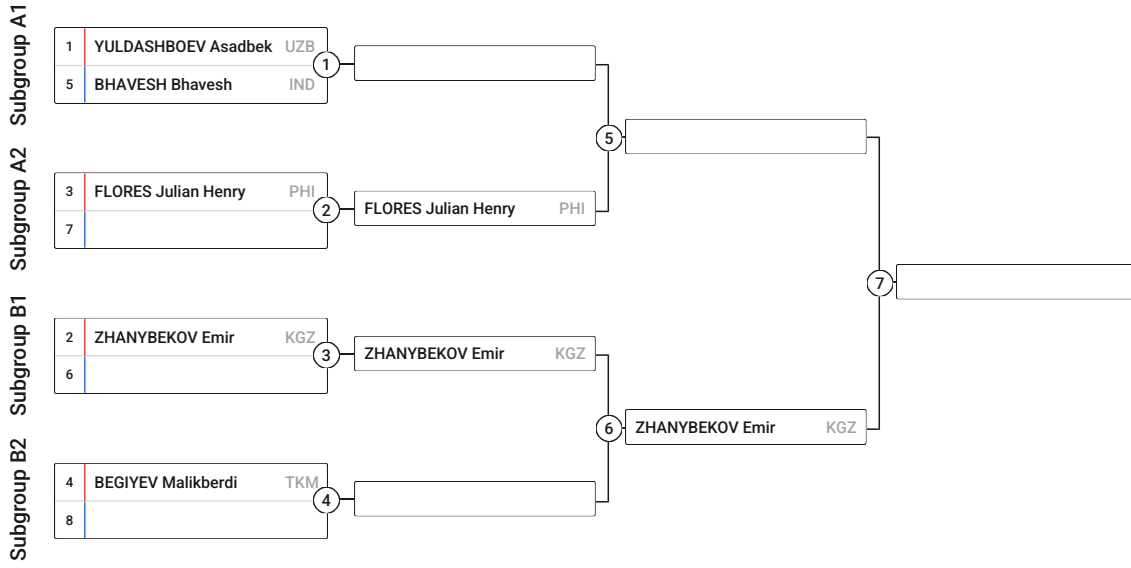 Subgroup A1
1 YULDASHBOEV Asadbek UZB
5 BHAVESH Bhavesh IND
1
Subgroup A2
3 FLORES Julian Henry PHI
7
2
FLORES Julian Henry PHI
5
Subgroup B1
2 ZHANYBEKOV Emir KGZ
6
3
ZHANYBEKOV Emir KGZ
Subgroup B2
4 BEGIYEV Malikberdi TKM
8
4
6
ZHANYBEKOV Emir KGZ
7